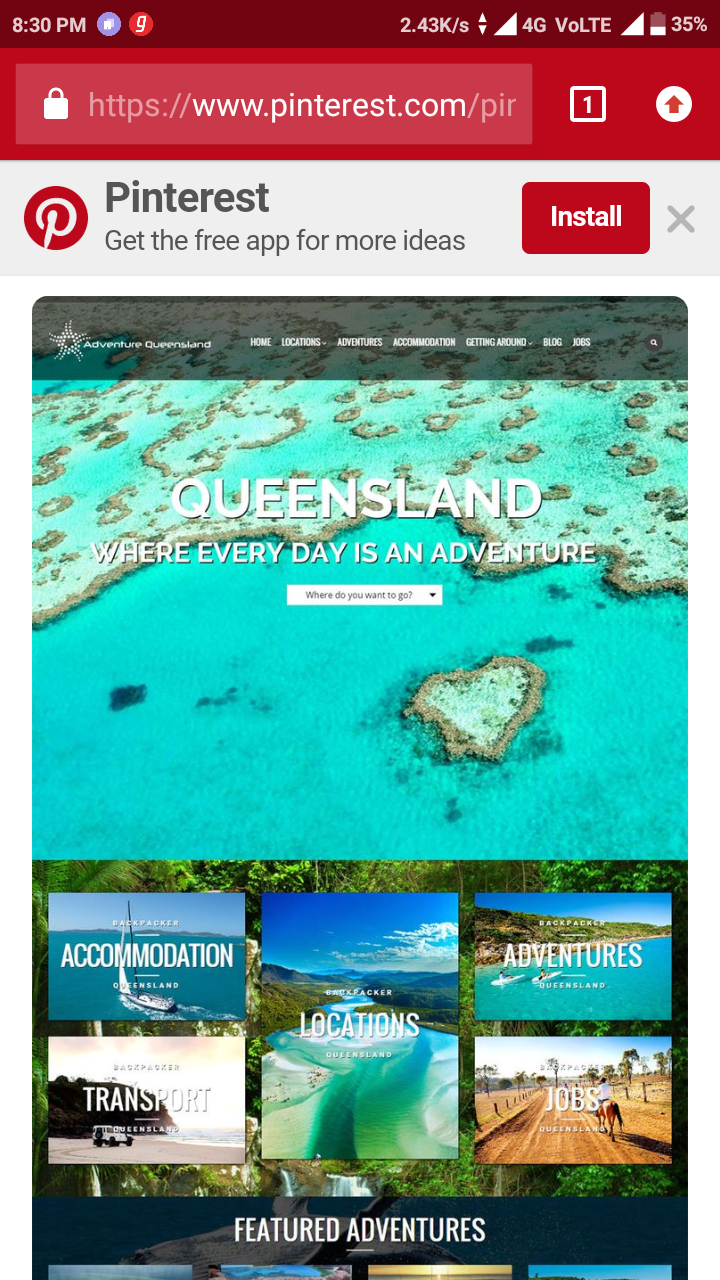 8:30 PM 2.43K/s 4G VoLTE 35%
https://www.pinterest.com/pir
1
Pinterest
Get the free app for more ideas
Install
Adventure Queensland
HOME LOCATIONS ADVENTURES ACCOMMODATION GETTING AROUND BLOG JOBS
QUEENSLAND
WHERE EVERY DAY IS AN ADVENTURE
Where do you want to go?
BACKPACKER
ACCOMMODATION
QUEENSLAND
BACKPACKER
LOCATIONS
QUEENSLAND
BACKPACKER
ADVENTURES
QUEENSLAND
BACKPACKER
TRANSPORT
QUEENSLAND
BACKPACKER
JOBS
QUEENSLAND
FEATURED ADVENTURES